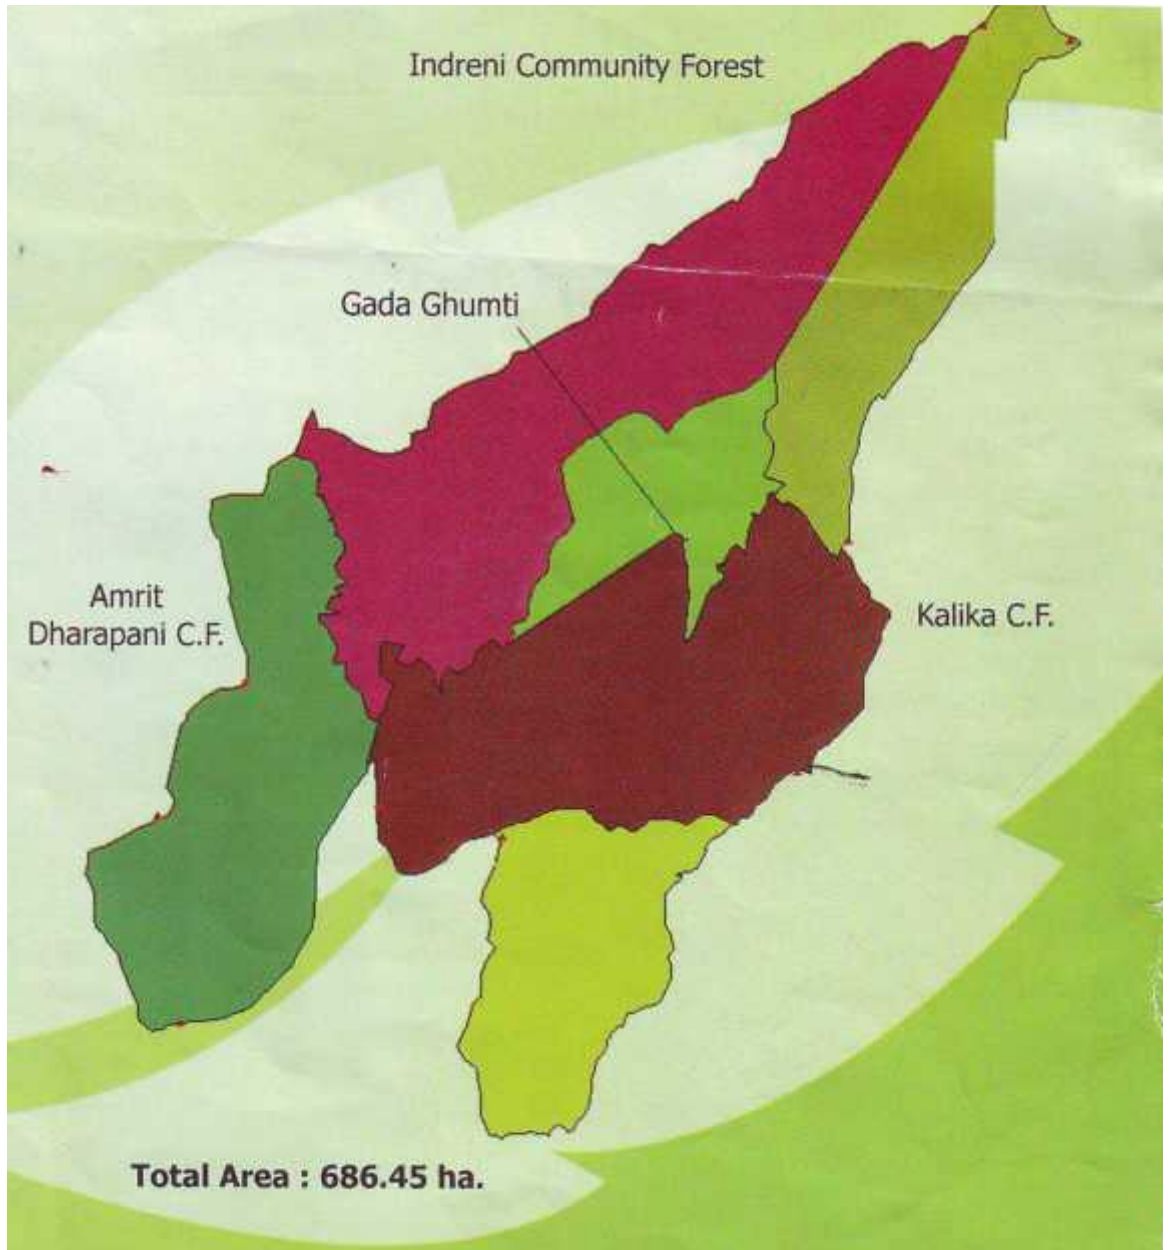 Indreni Community Forest
Gada Ghumti
Amrit
Dharapani C.F.
Kalika C.F.
Total Area : 686.45 ha.